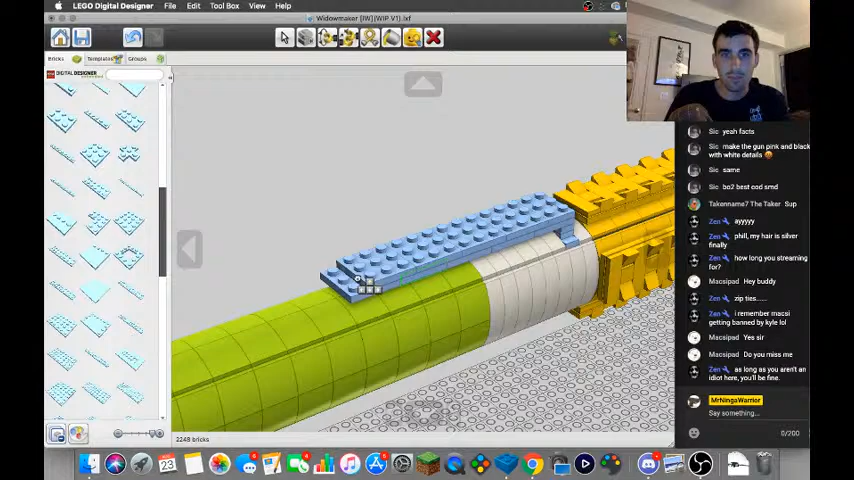 LEGO Digital Designer File Edit Tool Box View Help
Widowmaker [IW](WIP V1).lxf
Bricks Templates Groups
LEGO DIGITAL DESIGNER
2248 bricks
Sic yeah facts
Sic make the gun pink and black
with white details
Sic same
Sic bo2 best cod smd
Takenname7 The Taker Sup
Zen ayyyyy
Zen phill, my hair is silver
finally
Zen how long you streaming
for?
Macsipad Hey buddy
Zen zip ties......
Zen i remember macsi
getting banned by kyle lol
Macsipad Yes sir
Macsipad Do you miss me
Zen as long as you aren't an
idiot here, you'll be fine.
MrNingaWarrior
Say something...
0/200